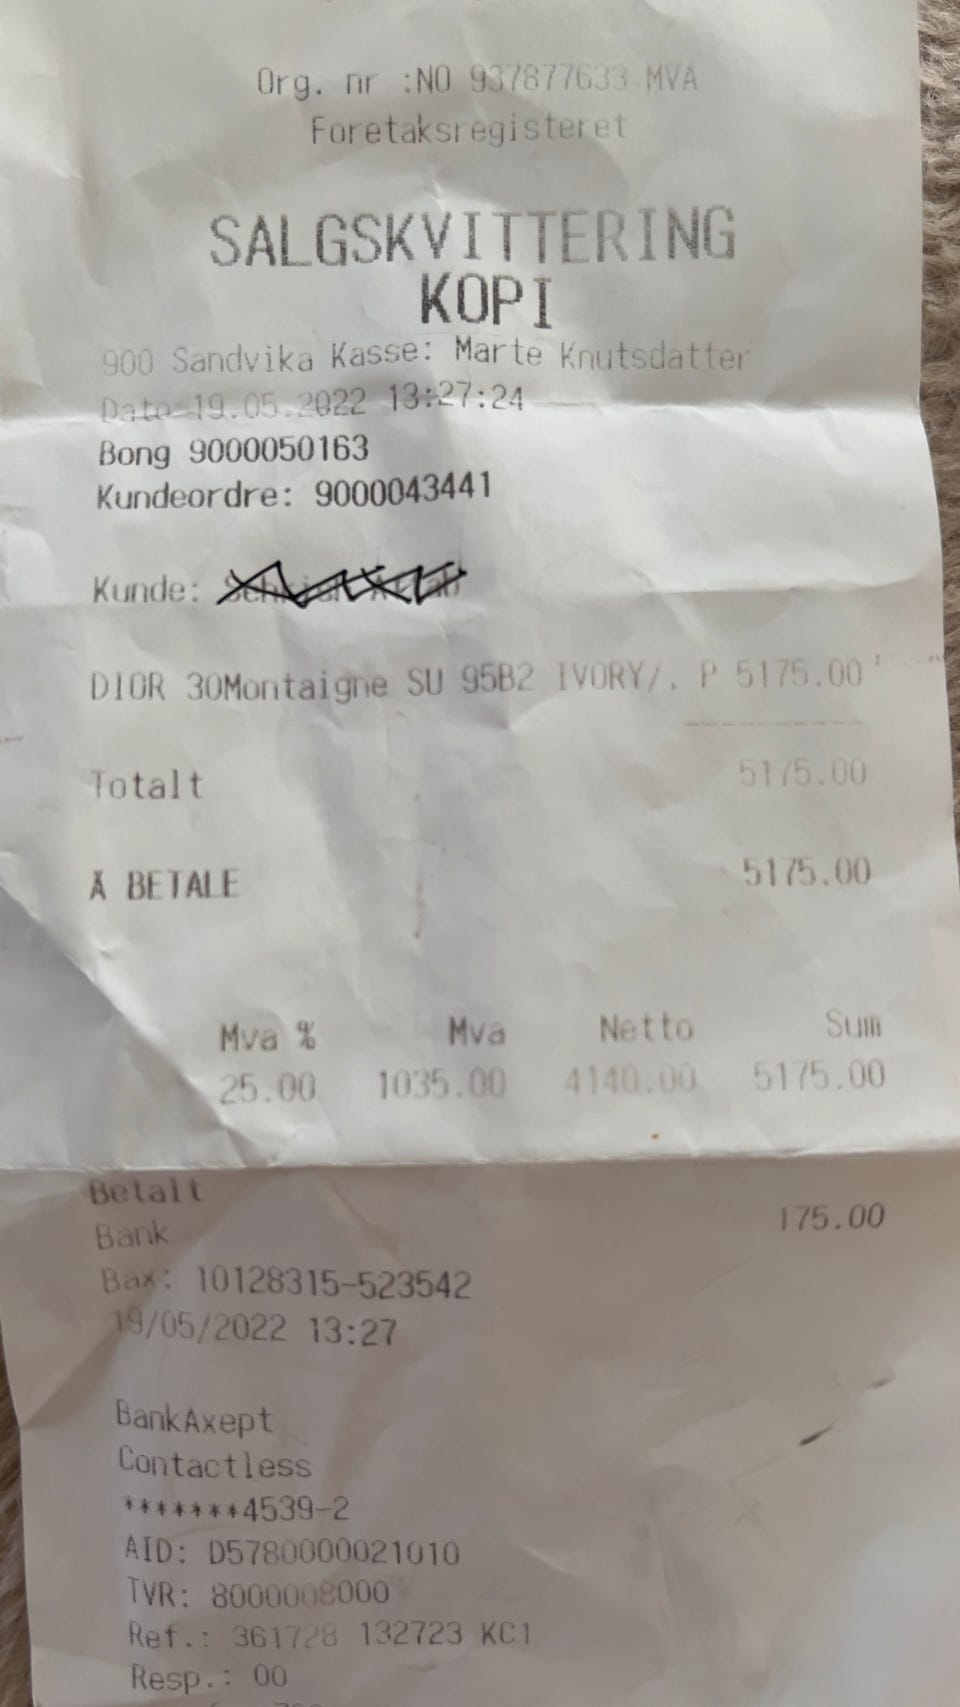 Org. nr :NO 937877633 MVA
Foretaksregisteret
SALGSKVITTERING
KOPI
900 Sandvika Kasse: Marte Knutsdatter
Dato 19.05.2022 13:27:24
Bong 9000050163
Kundeordre: 9000043441
Kunde:
DIOR 30Montaigne SU 95B2 IVORY/. P 5175.00
Totalt 5175.00
Å BETALE 5175.00
Mva % Mva Netto Sum
25.00 1035.00 4140.00 5175.00
Betalt
Bank 175.00
Bax: 10128315-523542
19/05/2022 13:27
BankAxept
Contactless
*******4539-2
AID: D5780000021010
TVR: 8000008000
Ref.: 361728 132723 KC1
Resp.: 00